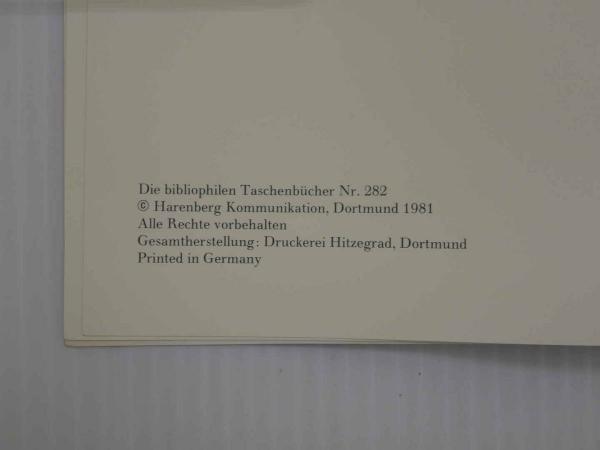 Die bibliophilen Taschenbücher Nr. 282
© Harenberg Kommunikation, Dortmund 1981
Alle Rechte vorbehalten
Gesamtherstellung: Druckerei Hitzegrad, Dortmund
Printed in Germany